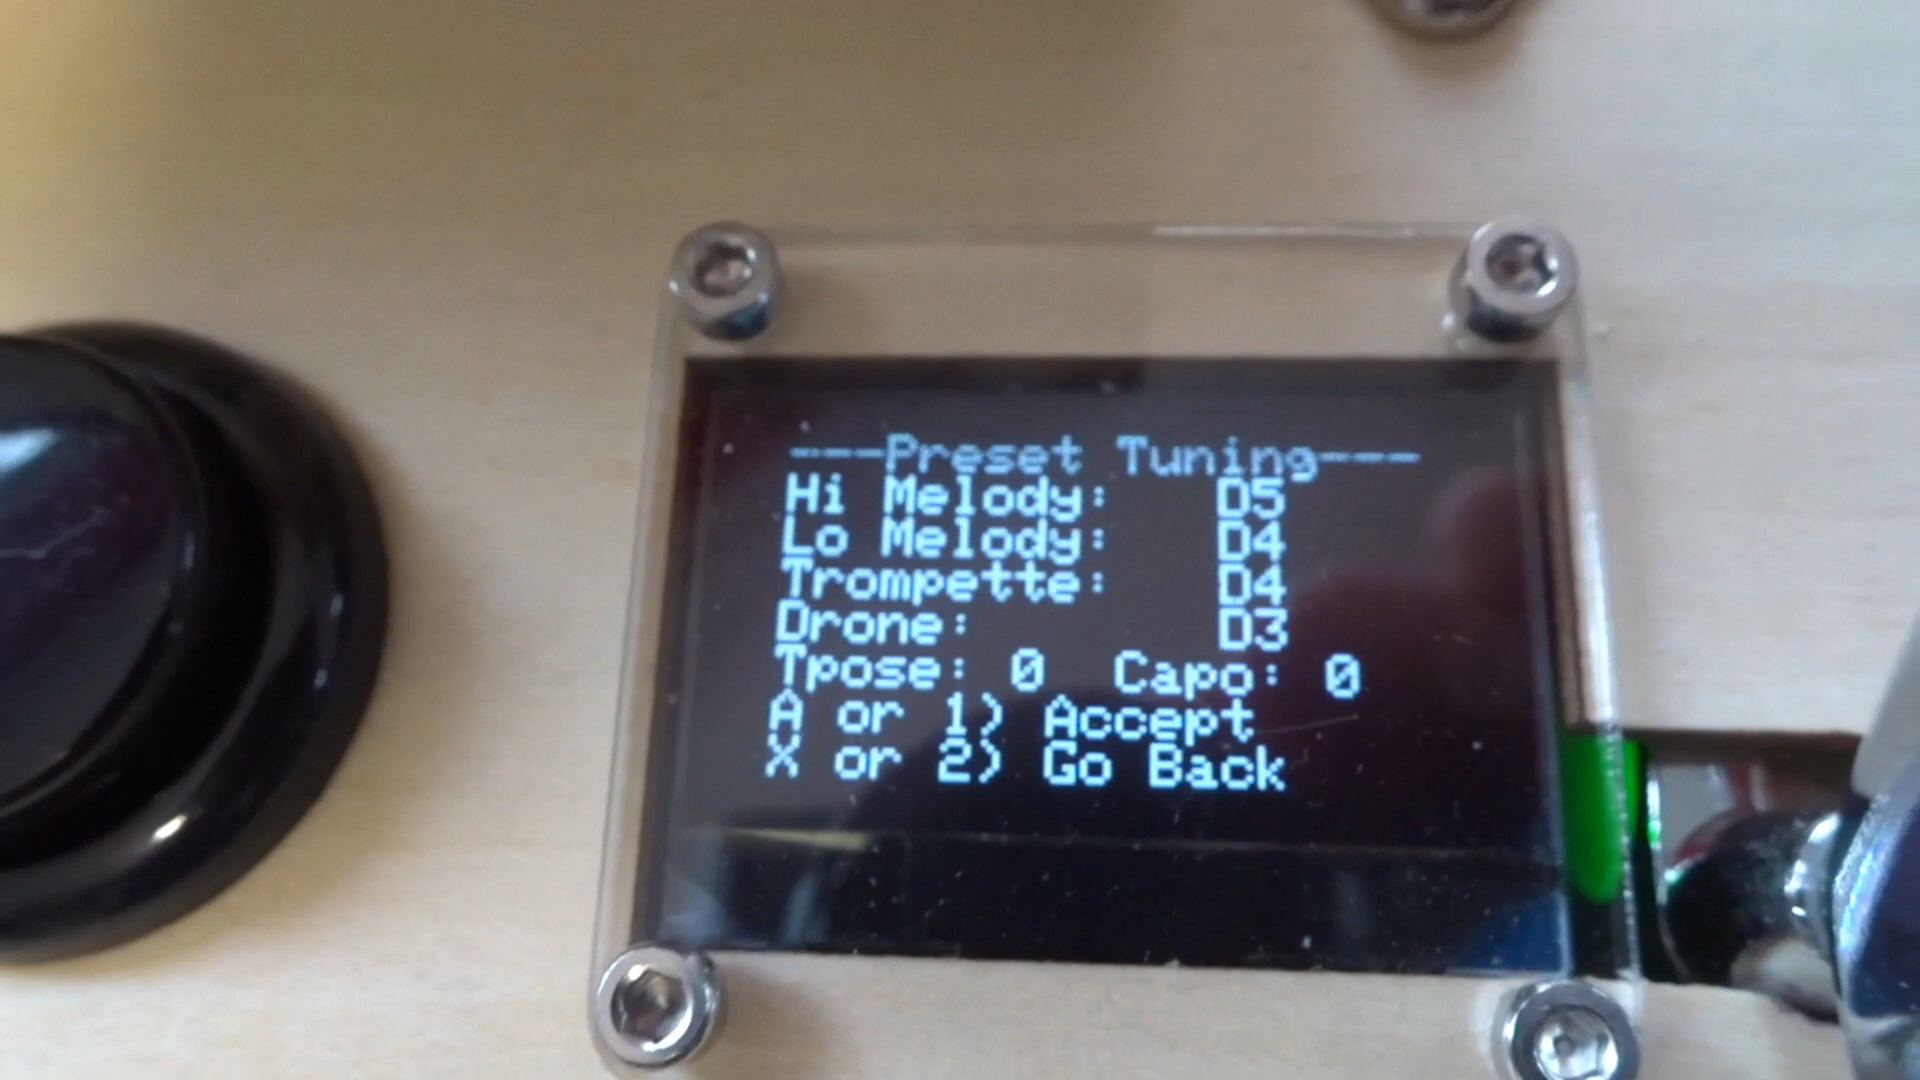 ----Preset Tuning----
Hi Melody: D5
Lo Melody: D4
Trompette: D4
Drone: D3
Tpose: 0 Capo: 0
A or 1) Accept
X or 2) Go Back